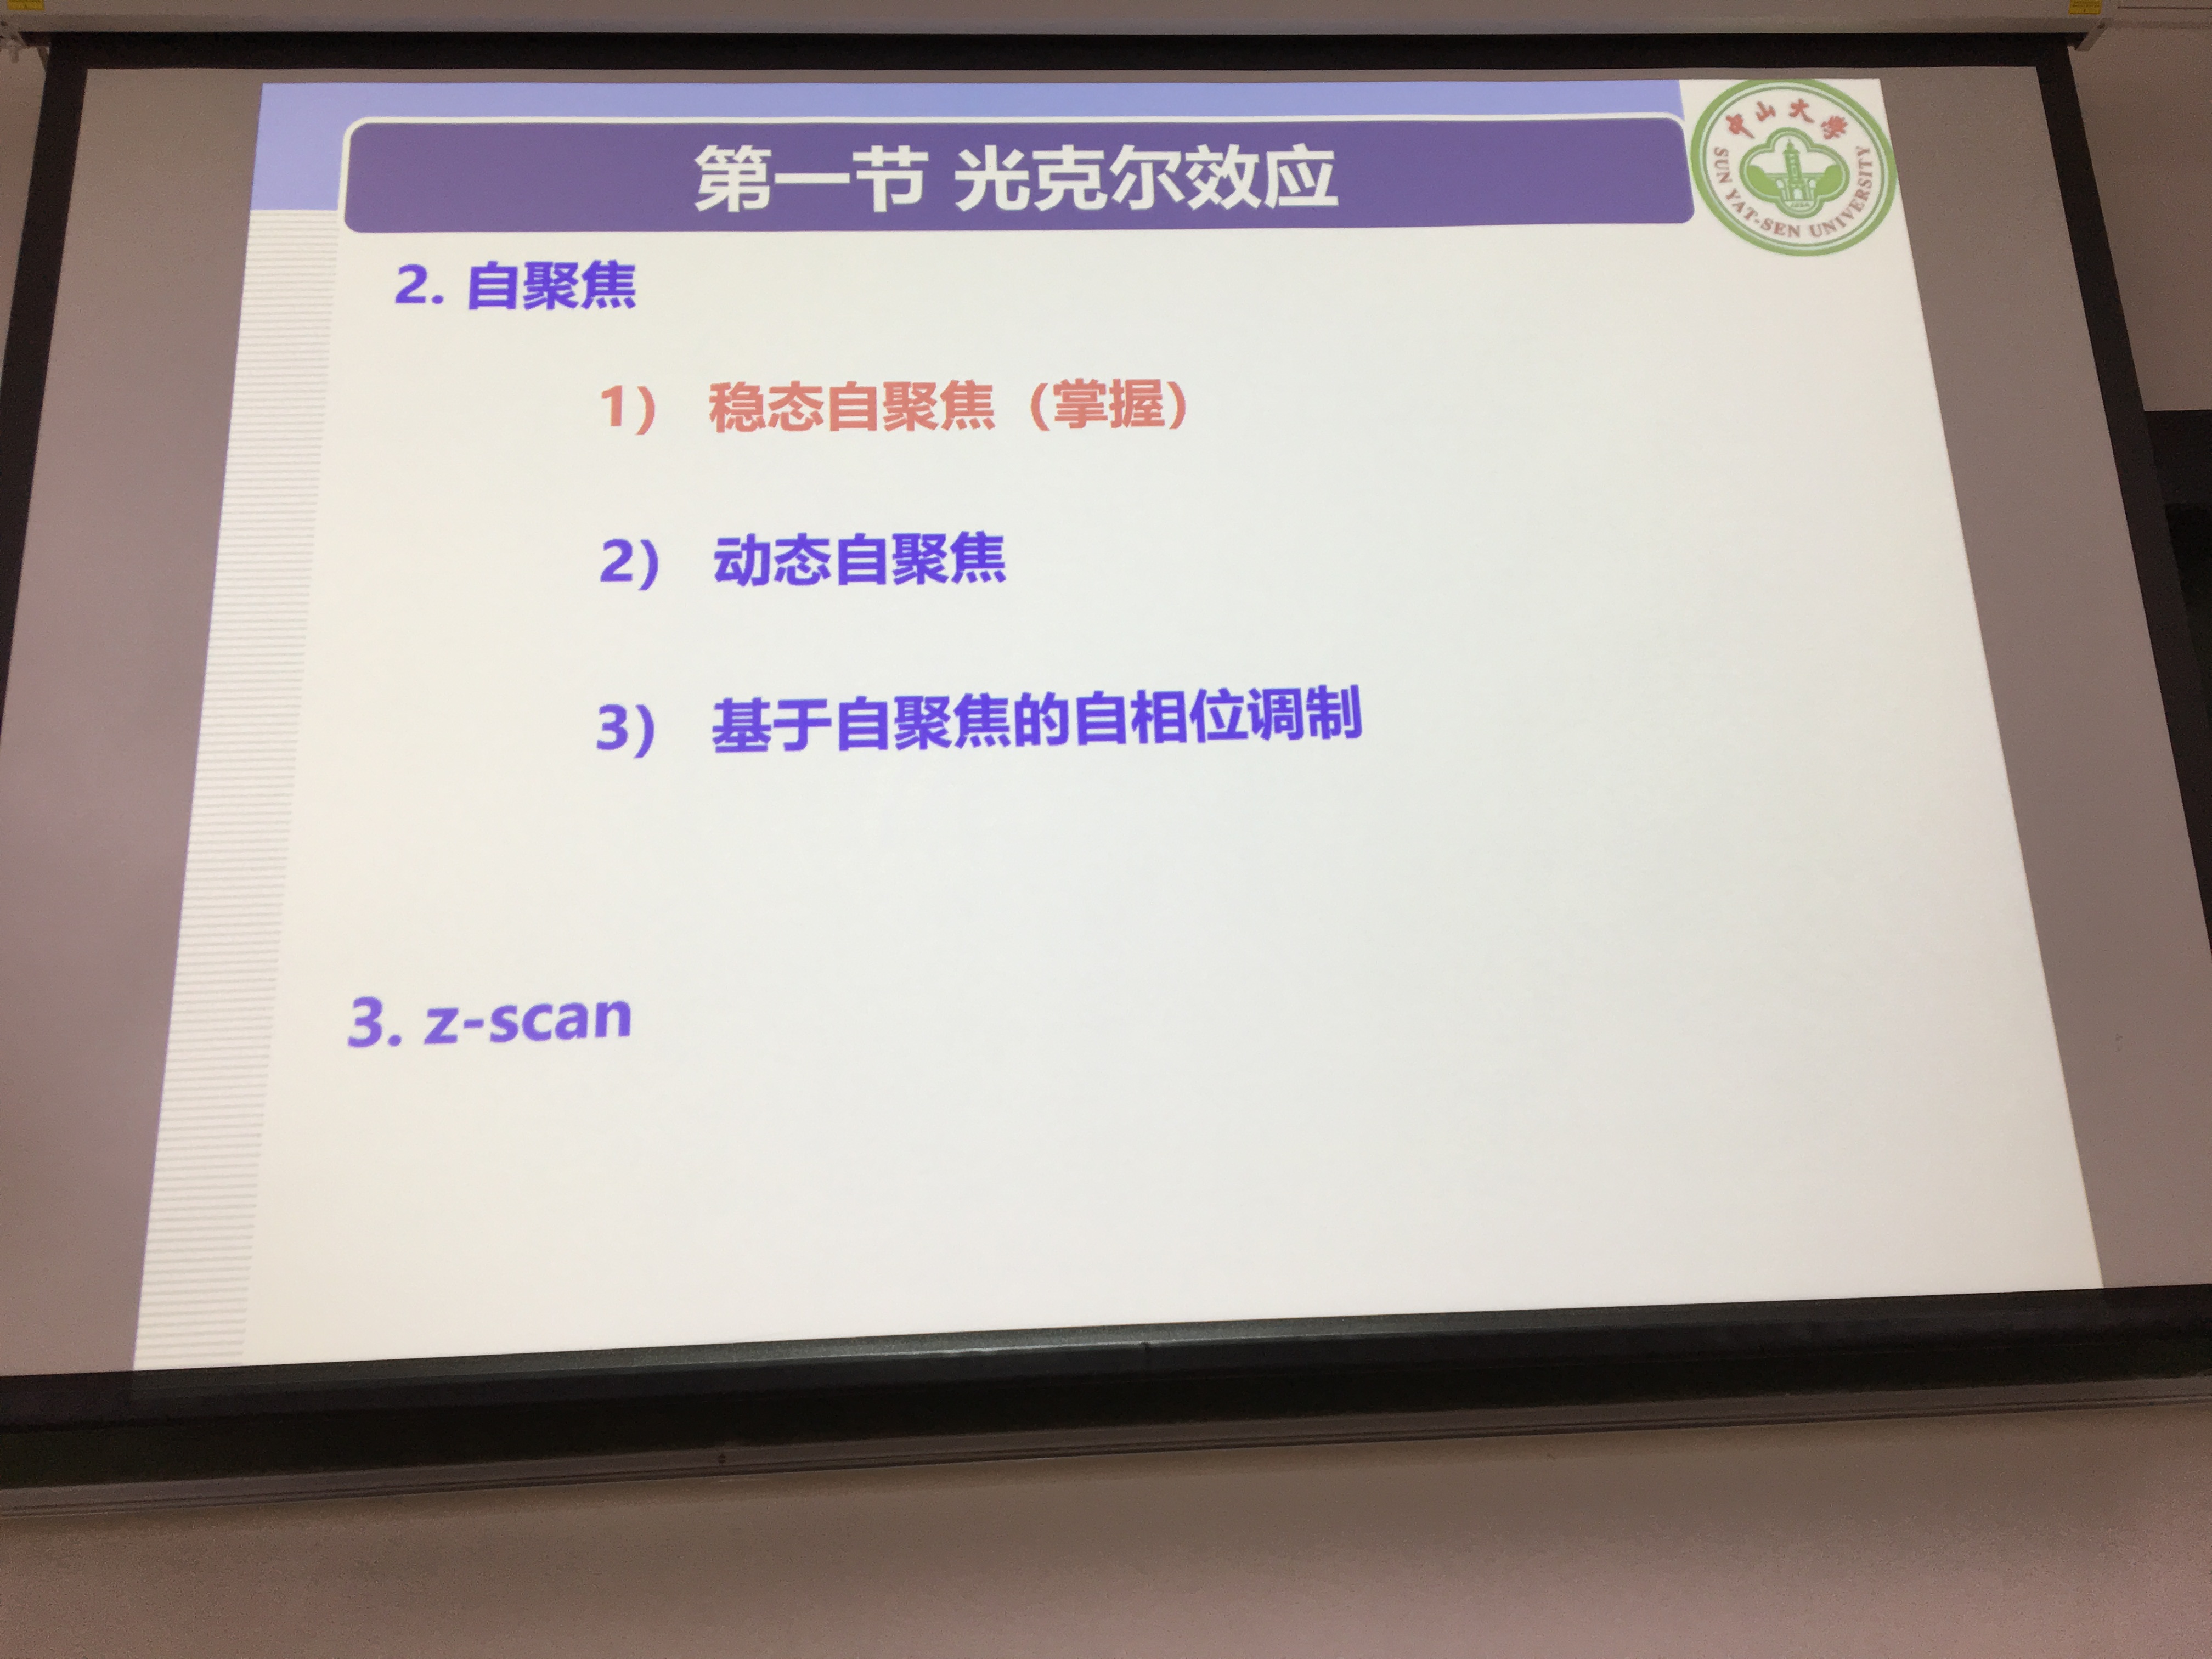 第一节 光克尔效应
中山大学
SUN YAT-SEN UNIVERSITY
2. 自聚焦
1) 稳态自聚焦（掌握）
2) 动态自聚焦
3) 基于自聚焦的自相位调制
3. z-scan